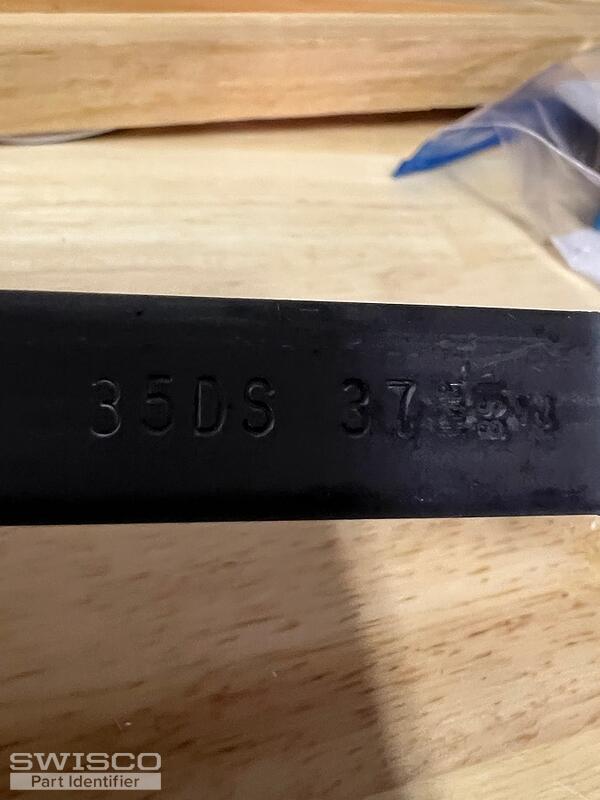 35DS 37
SWISCO
Part Identifier